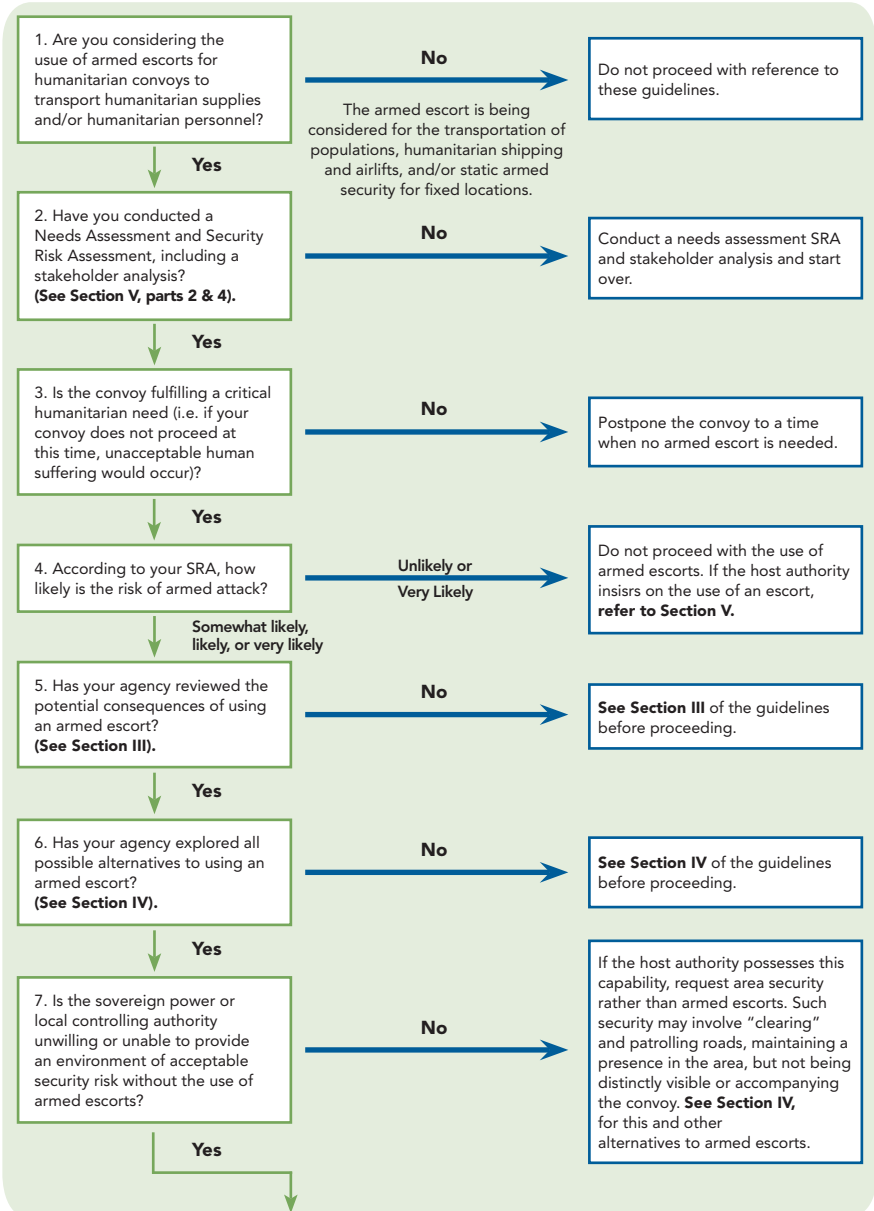 1. Are you considering the
usue of armed escorts for
humanitarian convoys to
transport humanitarian supplies
and/or humanitarian personnel?
No
The armed escort is being
considered for the transportation of
populations, humanitarian shipping
and airlifts, and/or static armed
security for fixed locations.
Do not proceed with reference to
these guidelines.
Yes
2. Have you conducted a
Needs Assessment and Security
Risk Assessment, including a
stakeholder analysis?
(See Section V, parts 2 & 4).
No
Conduct a needs assessment SRA
and stakeholder analysis and start
over.
Yes
3. Is the convoy fulfilling a critical
humanitarian need (i.e. if your
convoy does not proceed at
this time, unacceptable human
suffering would occur)?
No
Postpone the convoy to a time
when no armed escort is needed.
Yes
4. According to your SRA, how
likely is the risk of armed attack?
Unlikely or
Very Likely
Do not proceed with the use of
armed escorts. If the host authority
insisrs on the use of an escort,
refer to Section V.
Somewhat likely,
likely, or very likely
5. Has your agency reviewed the
potential consequences of using
an armed escort?
(See Section III).
No
See Section III of the guidelines
before proceeding.
Yes
6. Has your agency explored all
possible alternatives to using an
armed escort?
(See Section IV).
No
See Section IV of the guidelines
before proceeding.
Yes
7. Is the sovereign power or
local controlling authority
unwilling or unable to provide
an environment of acceptable
security risk without the use of
armed escorts?
No
If the host authority possesses this
capability, request area security
rather than armed escorts. Such
security may involve “clearing”
and patrolling roads, maintaining a
presence in the area, but not being
distinctly visible or accompanying
the convoy. See Section IV,
for this and other
alternatives to armed escorts.
Yes